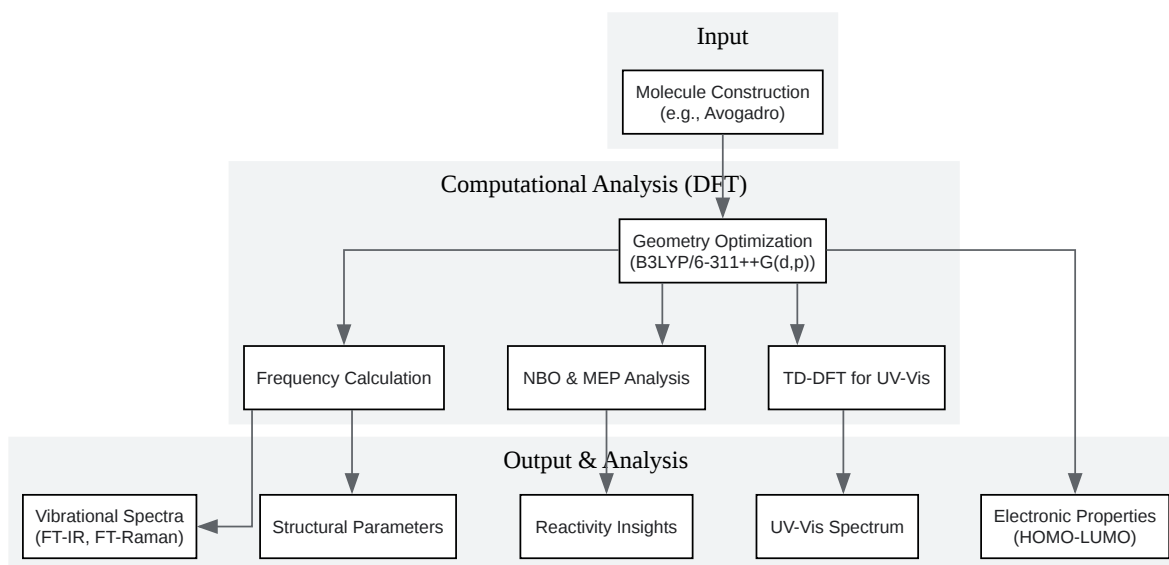 Input
Molecule Construction
(e.g., Avogadro)
Computational Analysis (DFT)
Geometry Optimization
(B3LYP/6-311++G(d,p))
Frequency Calculation
NBO & MEP Analysis
TD-DFT for UV-Vis
Output & Analysis
Vibrational Spectra
(FT-IR, FT-Raman)
Structural Parameters
Reactivity Insights
UV-Vis Spectrum
Electronic Properties
(HOMO-LUMO)